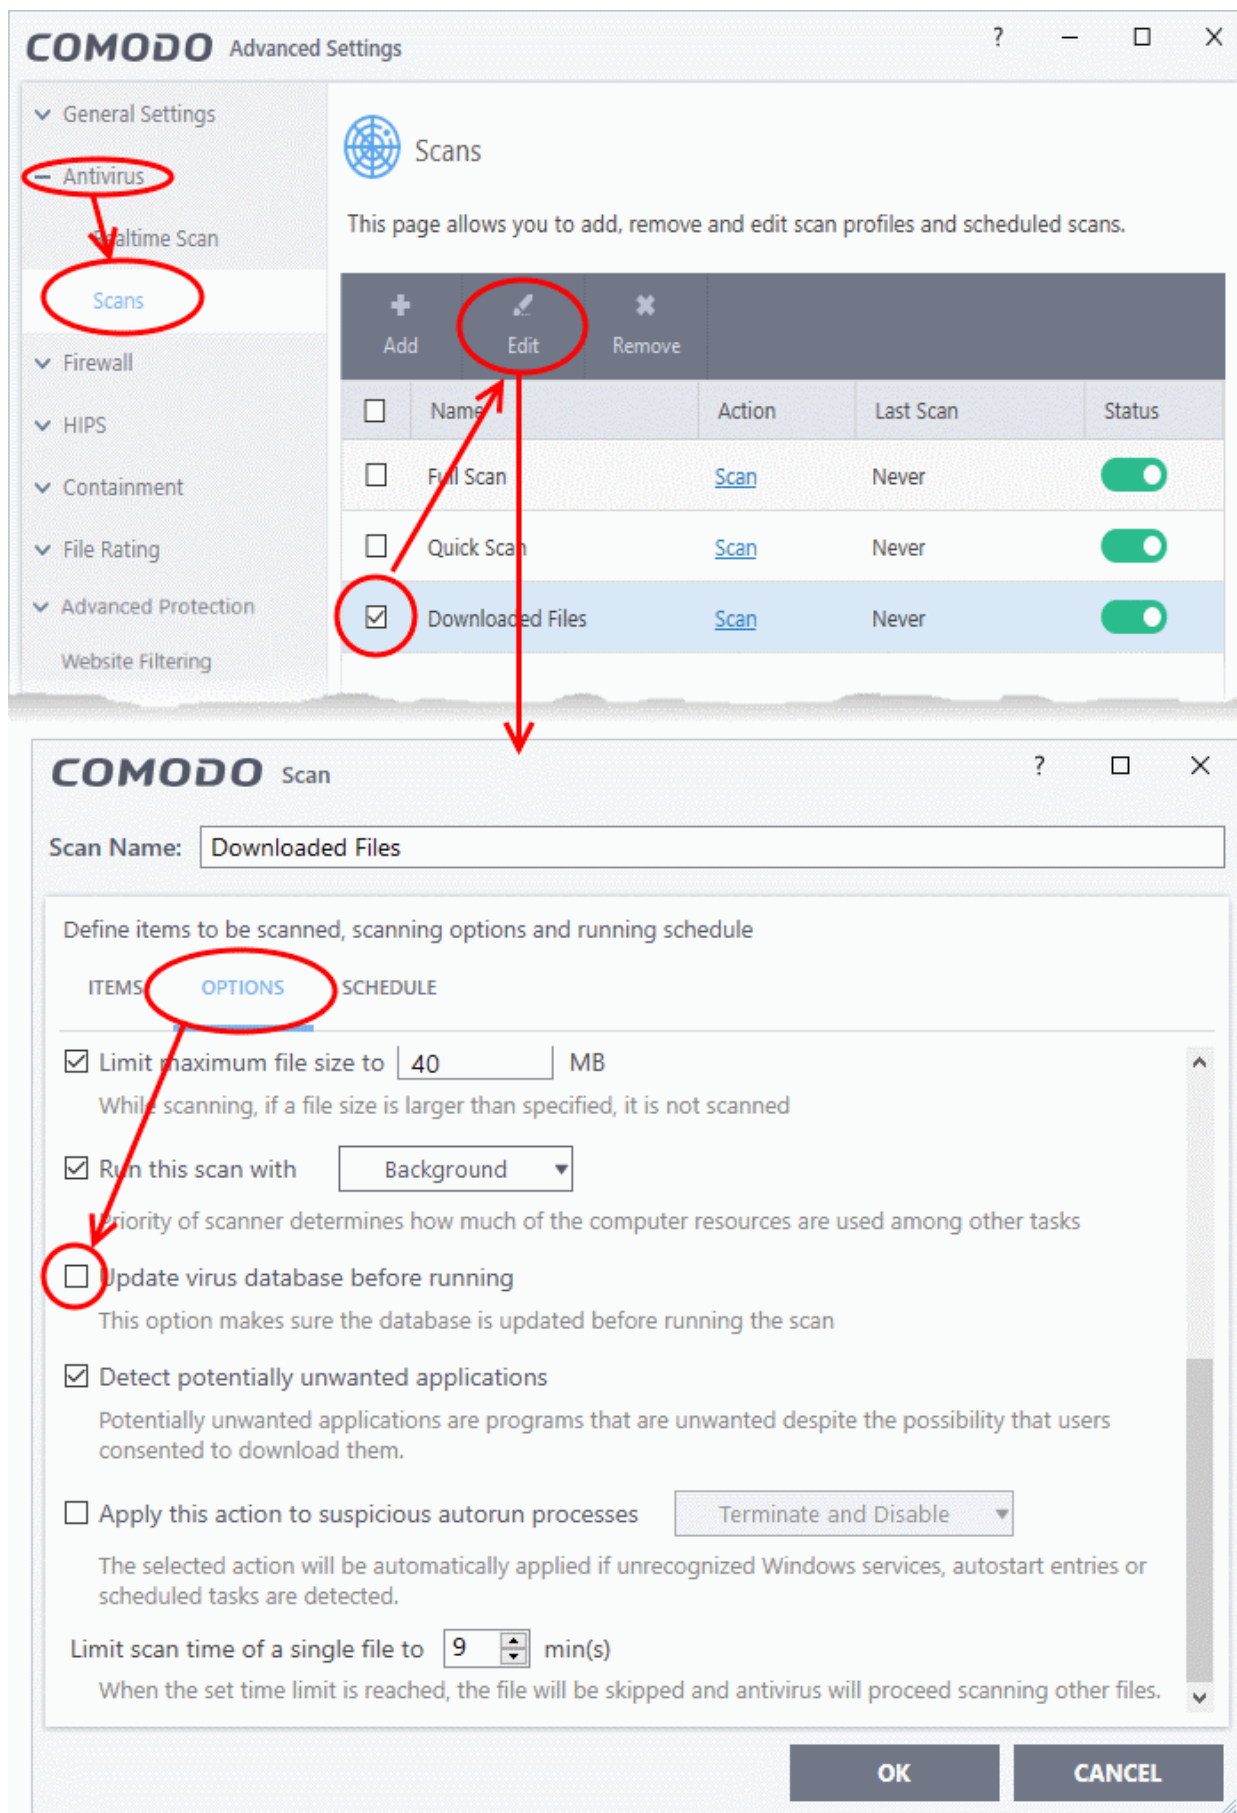 COMODO Advanced Settings ?
General Settings
Antivirus
Realtime Scan
Scans
Firewall
HIPS
Containment
File Rating
Advanced Protection
Website Filtering
Scans
This page allows you to add, remove and edit scan profiles and scheduled scans.
Add Edit Remove
Name Action Last Scan Status
Full Scan Scan Never
Quick Scan Scan Never
Downloaded Files Scan Never
COMODO Scan ?
Scan Name: Downloaded Files
Define items to be scanned, scanning options and running schedule
ITEMS OPTIONS SCHEDULE
Limit maximum file size to 40 MB
While scanning, if a file size is larger than specified, it is not scanned
Run this scan with Background
Priority of scanner determines how much of the computer resources are used among other tasks
Update virus database before running
This option makes sure the database is updated before running the scan
Detect potentially unwanted applications
Potentially unwanted applications are programs that are unwanted despite the possibility that users
consented to download them.
Apply this action to suspicious autorun processes Terminate and Disable
The selected action will be automatically applied if unrecognized Windows services, autostart entries or
scheduled tasks are detected.
Limit scan time of a single file to 9 min(s)
When the set time limit is reached, the file will be skipped and antivirus will proceed scanning other files.
OK CANCEL